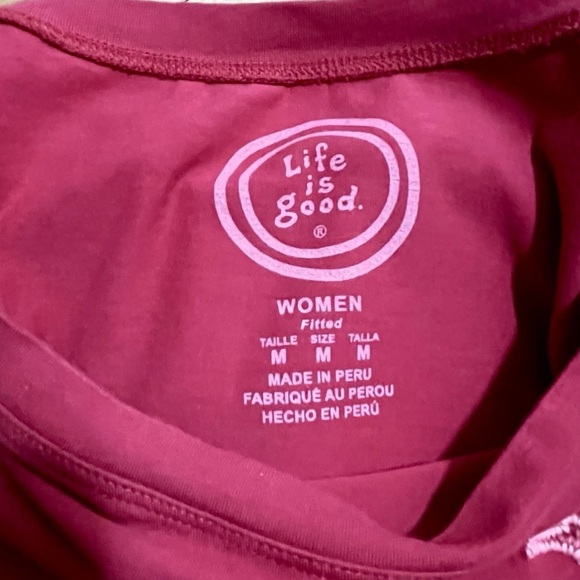 Life
is
good.
®
WOMEN
Fitted
TAILLE SIZE TALLA
M M M
MADE IN PERU
FABRIQUÉ AU PEROU
HECHO EN PERÚ